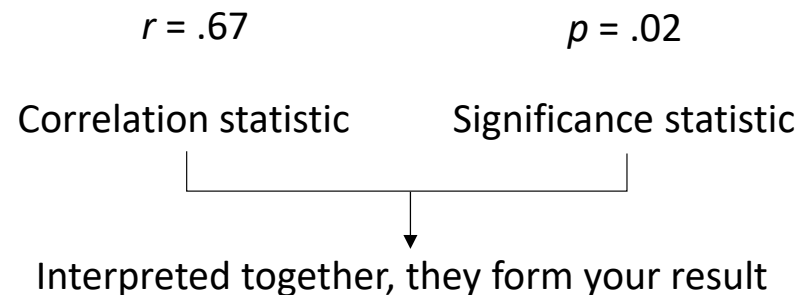 r = .67 p = .02
Correlation statistic Significance statistic
Interpreted together, they form your result